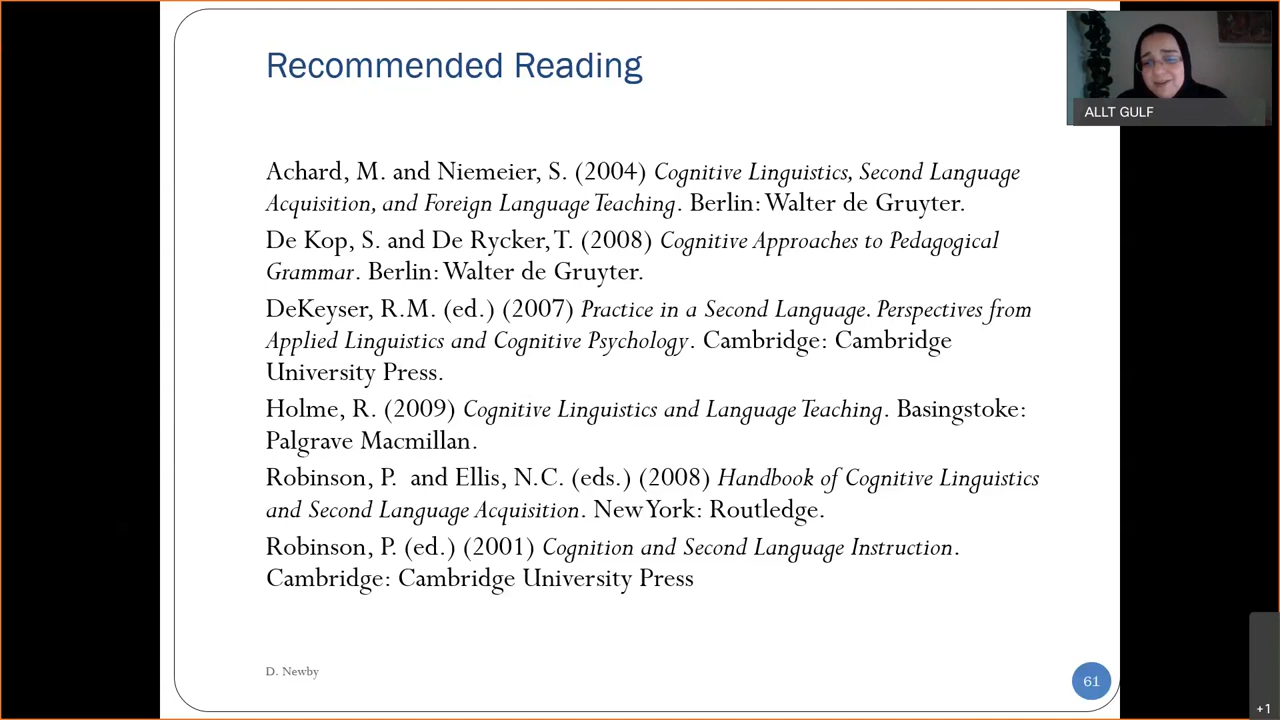 Recommended Reading
ALLT GULF
Achard, M. and Niemeier, S. (2004) Cognitive Linguistics, Second Language
Acquisition, and Foreign Language Teaching. Berlin: Walter de Gruyter.
De Kop, S. and De Rycker, T. (2008) Cognitive Approaches to Pedagogical
Grammar. Berlin: Walter de Gruyter.
DeKeyser, R.M. (ed.) (2007) Practice in a Second Language. Perspectives from
Applied Linguistics and Cognitive Psychology. Cambridge: Cambridge
University Press.
Holme, R. (2009) Cognitive Linguistics and Language Teaching. Basingstoke:
Palgrave Macmillan.
Robinson, P. and Ellis, N.C. (eds.) (2008) Handbook of Cognitive Linguistics
and Second Language Acquisition. New York: Routledge.
Robinson, P. (ed.) (2001) Cognition and Second Language Instruction.
Cambridge: Cambridge University Press
D. Newby
61
+1